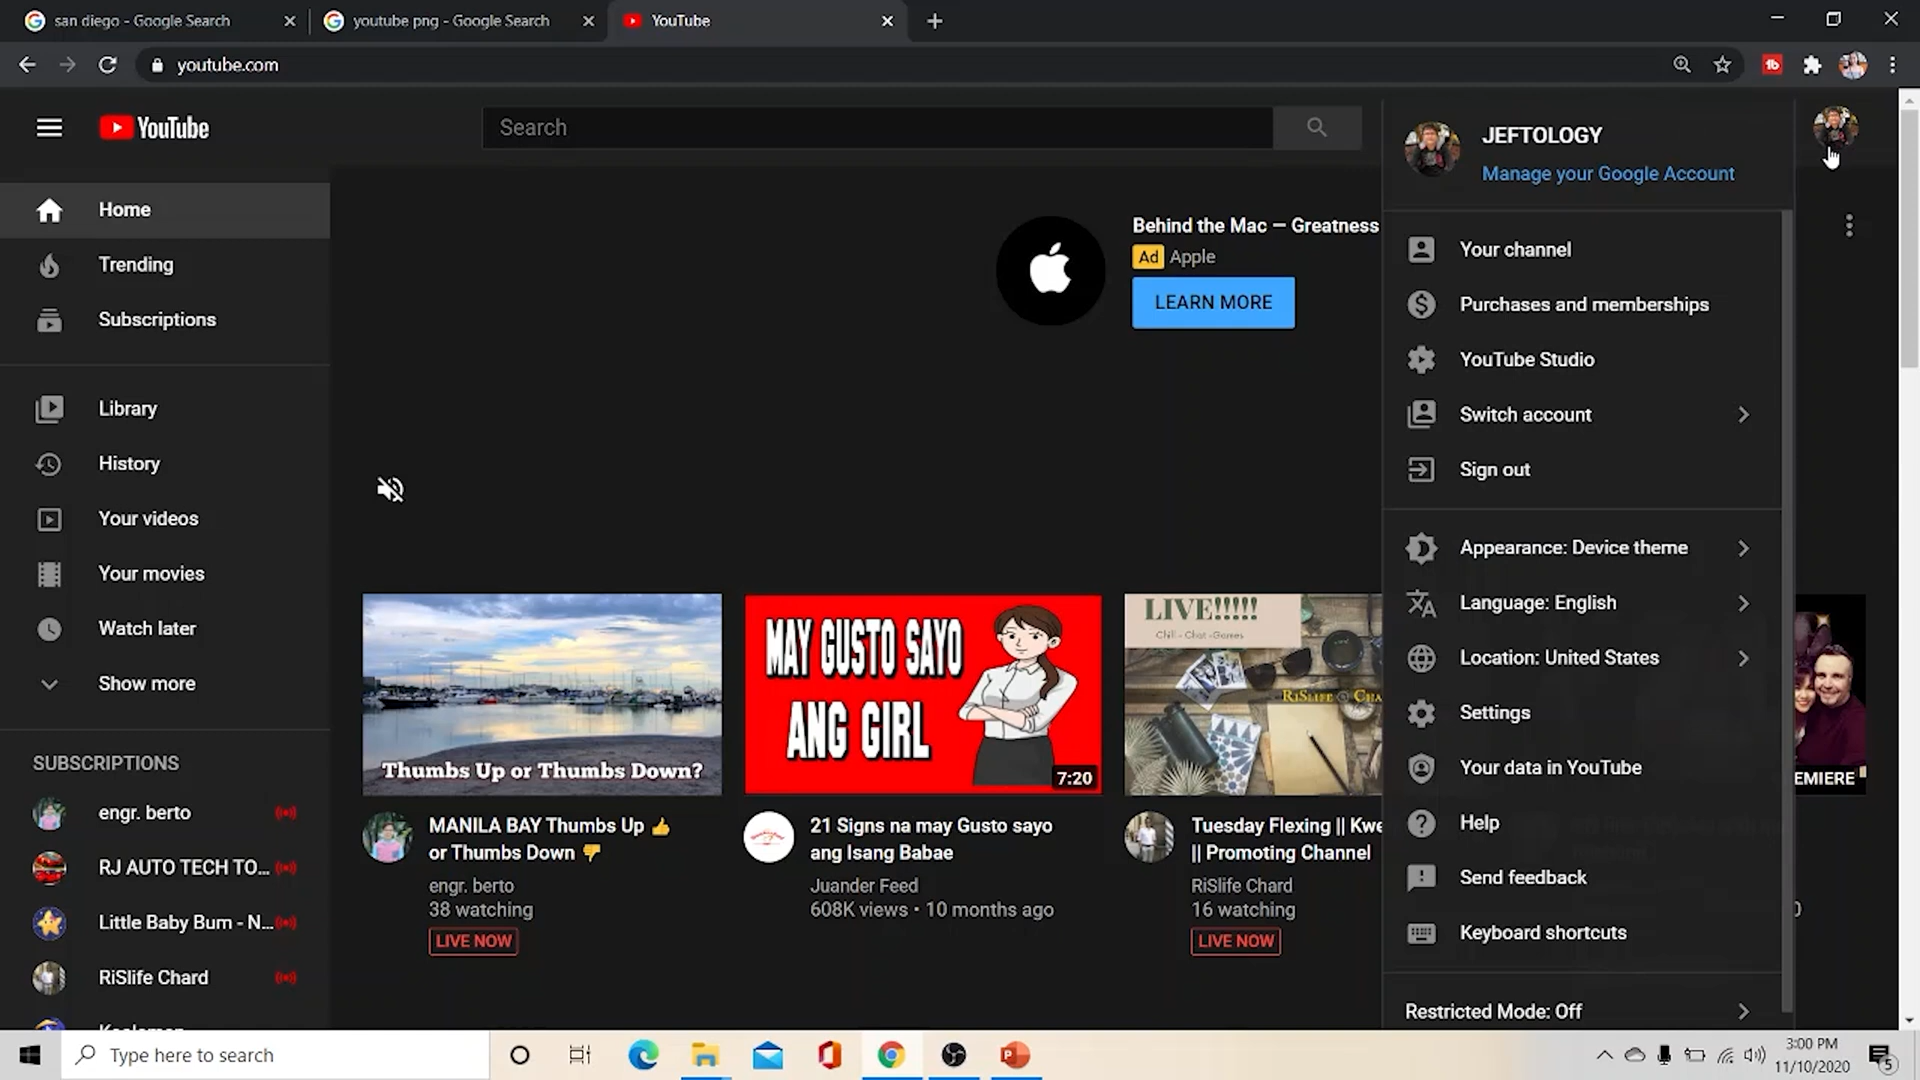 san diego - Google Search
youtube png - Google Search
YouTube
youtube.com
YouTube
Search
JEFTOLOGY
Manage your Google Account
Home
Trending
Subscriptions
Library
History
Your videos
Your movies
Watch later
Show more
SUBSCRIPTIONS
engr. berto
RJ AUTO TECH TO...
Little Baby Bum - N...
RiSlife Chard
Behind the Mac — Greatness
Ad Apple
LEARN MORE
Thumbs Up or Thumbs Down?
MANILA BAY Thumbs Up 👍
or Thumbs Down 👎
engr. berto
38 watching
LIVE NOW
MAY GUSTO SAYO
ANG GIRL
7:20
21 Signs na may Gusto sayo
ang Isang Babae
Juander Feed
608K views • 10 months ago
LIVE!!!!!
Chill - Chat - Games
RiSlife Cha
Tuesday Flexing || Kwe
|| Promoting Channel
RiSlife Chard
16 watching
LIVE NOW
EMIERE
Your channel
Purchases and memberships
YouTube Studio
Switch account
Sign out
Appearance: Device theme
Language: English
Location: United States
Settings
Your data in YouTube
Help
Send feedback
Keyboard shortcuts
Restricted Mode: Off
Type here to search
3:00 PM
11/10/2020
5